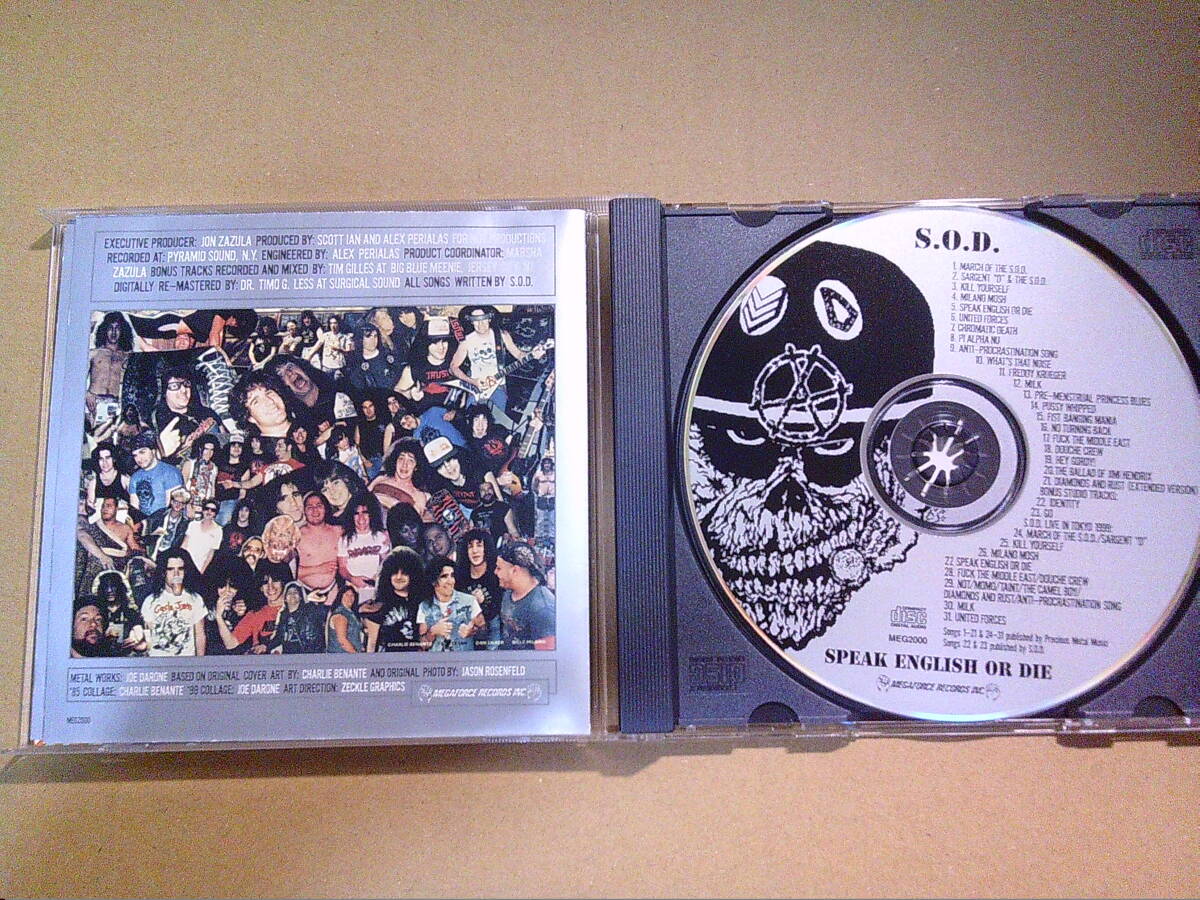 EXECUTIVE PRODUCER: JON ZAZULA PRODUCED BY: SCOTT IAN AND ALEX PERIALAS FOR PRODUCTIONS
RECORDED AT: PYRAMID SOUND, N.Y. ENGINEERED BY: ALEX PERIALAS PRODUCT COORDINATOR: MARSHA
ZAZULA BONUS TRACKS RECORDED AND MIXED BY: TIM GILLES AT BIG BLUE MEENIE,
DIGITALLY RE-MASTERED BY: DR. TIMO G. LESS AT SURGICAL SOUND ALL SONGS WRITTEN BY S.O.D.
CHARLIE BENANTE
METAL WORKS: JOE DARONE BASED ON ORIGINAL COVER ART BY: CHARLIE BENANTE AND ORIGINAL PHOTO BY: JASON ROSENFELD
'85 COLLAGE: CHARLIE BENANTE '99 COLLAGE: JOE DARONE ART DIRECTION: ZECKLE GRAPHICS
MEGAFORCE RECORDS INC
MEG2000
S.O.D.
1. MARCH OF THE S.O.D.
2. SARGENT "D" & THE S.O.D.
3. KILL YOURSELF
4. MILANO MOSH
5. SPEAK ENGLISH OR DIE
6. UNITED FORCES
7. CHROMATIC DEATH
8. PI ALPHA NU
9. ANTI-PROCRASTINATION SONG
10. WHAT'S THAT NOISE
11. FREDDY KRUEGER
12. MILK
13. PRE-MENSTRUAL PRINCESS BLUES
14. PUSSY WHIPPED
15. FIST BANGING MANIA
16. NO TURNING BACK
17. FUCK THE MIDDLE EAST
18. DOUCHE CREW
19. HEY GORDY!
20. THE BALLAD OF JIMI HENDRIX
21. DIAMONDS AND RUST (EXTENDED VERSION)
BONUS STUDIO TRACKS:
22. IDENTITY
23. GO
S.O.D. LIVE IN TOKYO 1999:
24. MARCH OF THE S.O.D./SARGENT "D"
25. KILL YOURSELF
26. MILANO MOSH
27. SPEAK ENGLISH OR DIE
28. FUCK THE MIDDLE EAST/DOUCHE CREW
29. NOT/MOMO/TAINT/THE CAMEL BOY/
DIAMONDS AND RUST/ANTI-PROCRASTINATION SONG
30. MILK
31. UNITED FORCES
COMPACT
disc
DIGITAL AUDIO
MEG2000
Songs 1-21 & 24-31 published by Precious Metal Music
Songs 22 & 23 published by S.O.D.
SPEAK ENGLISH OR DIE
MEGAFORCE RECORDS INC.